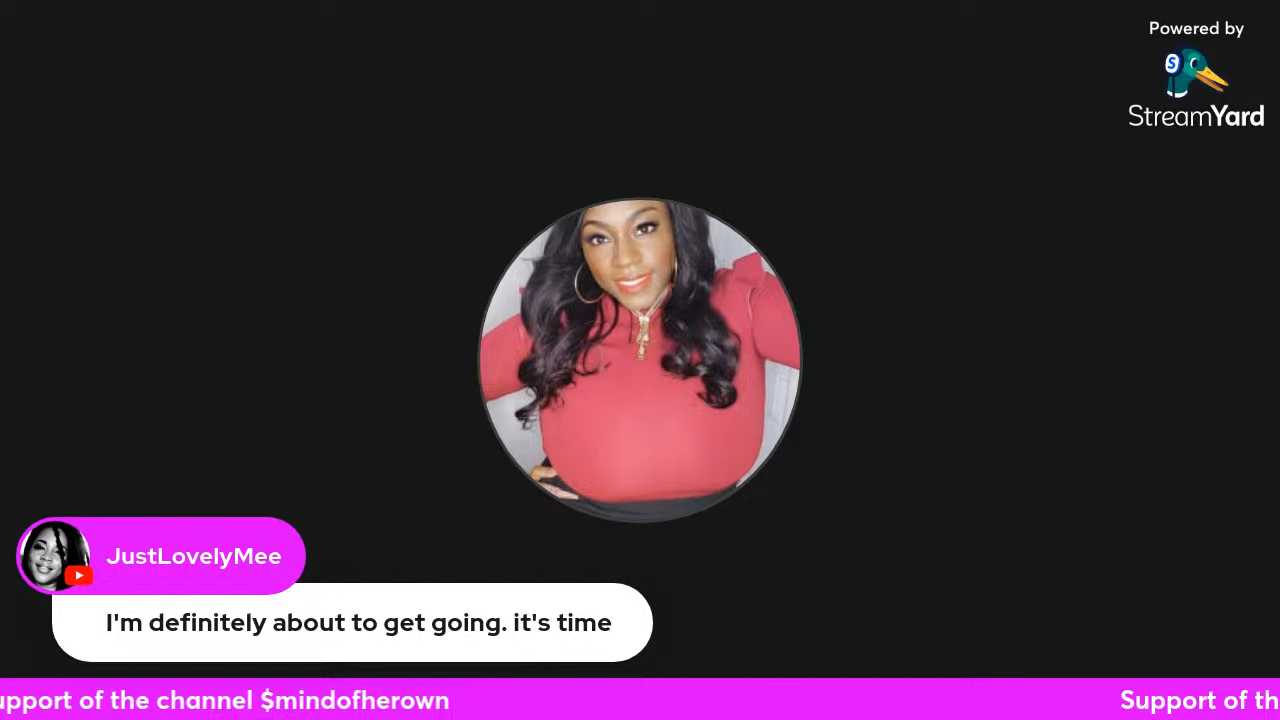 Powered by
S
StreamYard
JustLovelyMee
I'm definitely about to get going. it's time
upport of the channel $mindofherown
Support of th